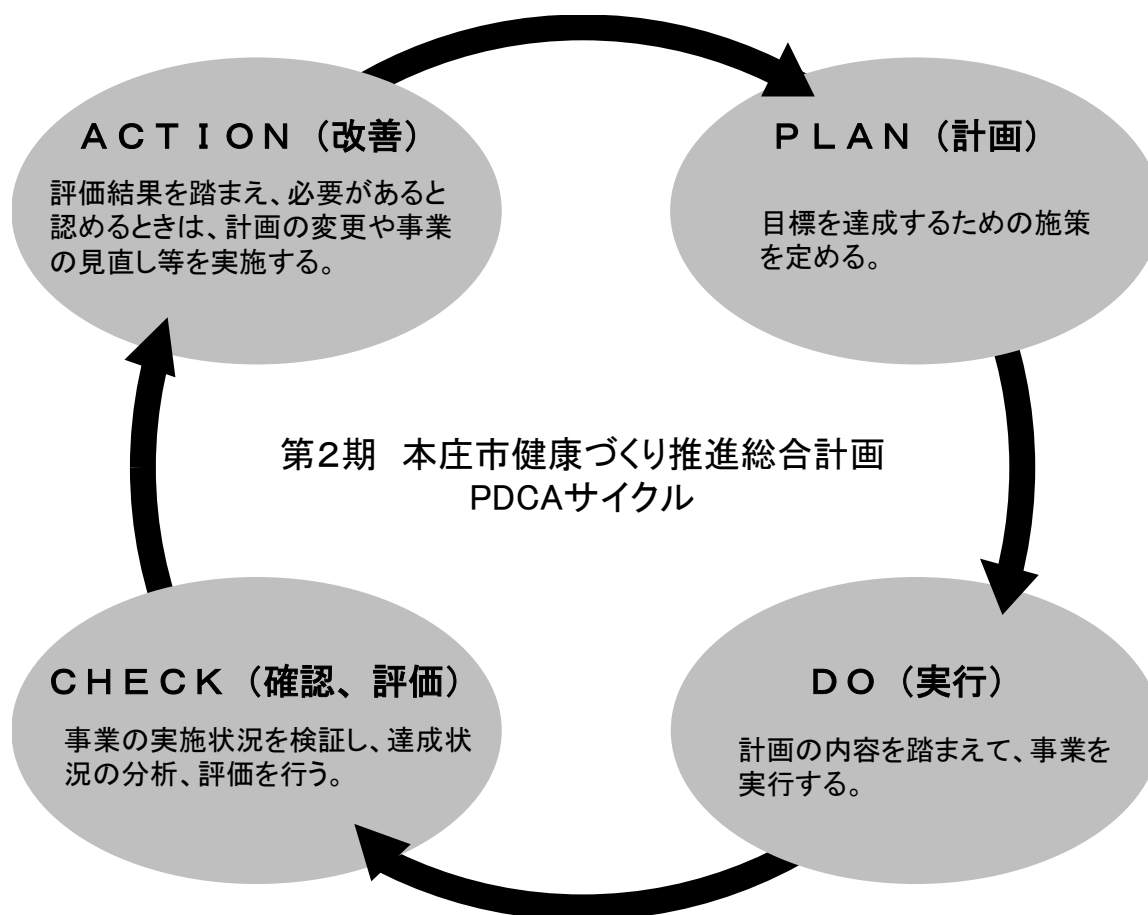 ＡＣＴＩＯＮ（改善）
評価結果を踏まえ、必要があると
認めるときは、計画の変更や事業
の見直し等を実施する。
ＰＬＡＮ（計画）
目標を達成するための施策
を定める。
第２期　本庄市健康づくり推進総合計画
PDCAサイクル
ＣＨＥＣＫ（確認、評価）
事業の実施状況を検証し、達成状
況の分析、評価を行う。
ＤＯ（実行）
計画の内容を踏まえて、事業を
実行する。